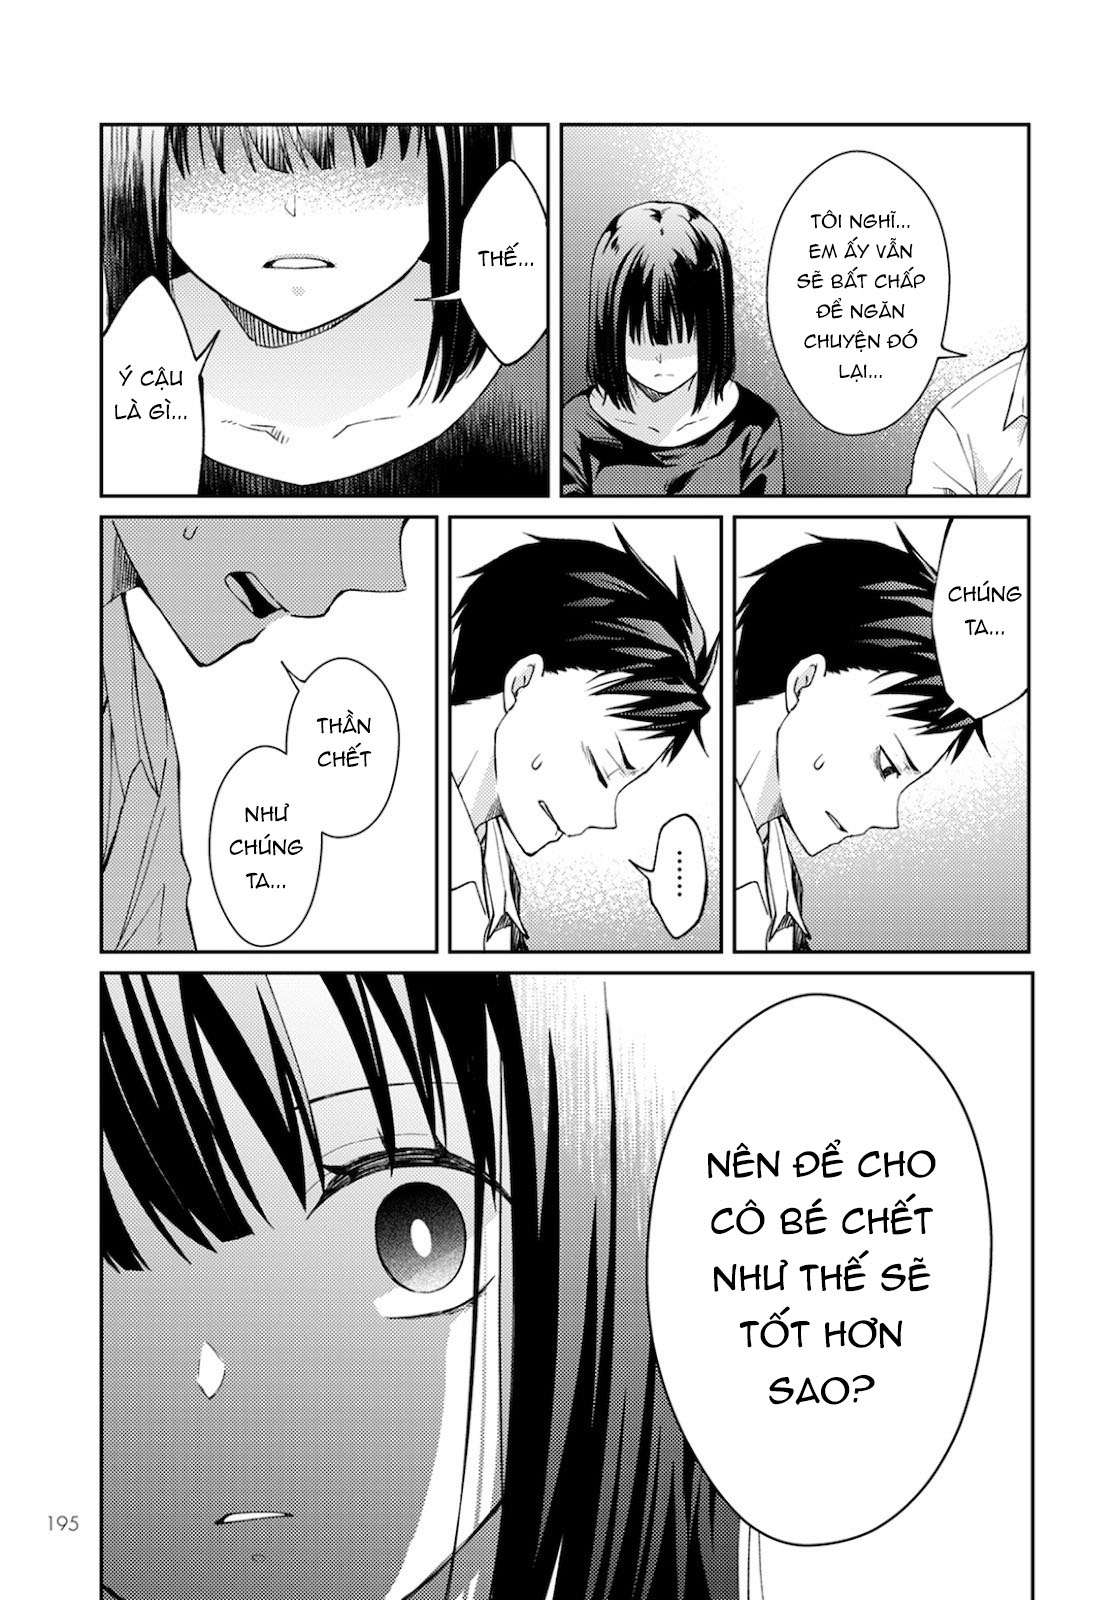 TÔI NGHĨ...
EM ẤY VẪN
SẼ BẤT CHẤP
ĐỂ NGĂN
CHUYỆN ĐÓ
LẠI...
THẾ...
Ý CẬU
LÀ GÌ...
CHÚNG
TA...
........
THẦN
CHẾT
NHƯ
CHÚNG
TA...
NÊN ĐỂ CHO
CÔ BÉ CHẾT
NHƯ THẾ SẼ
TỐT HƠN
SAO?
195